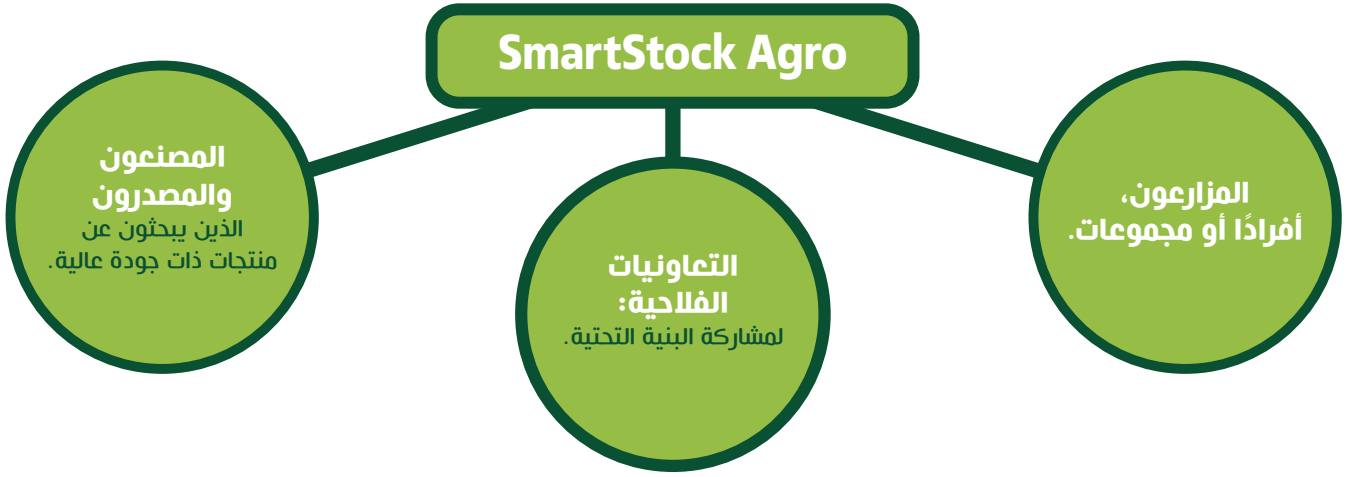 SmartStock Agro
المزارعون،
أفرادًا أو مجموعات.
التعاونيات
الفلاحية:
لمشاركة البنية التحتية.
المصنعون
والمصدرون
الذين يبحثون عن
منتجات ذات جودة عالية.